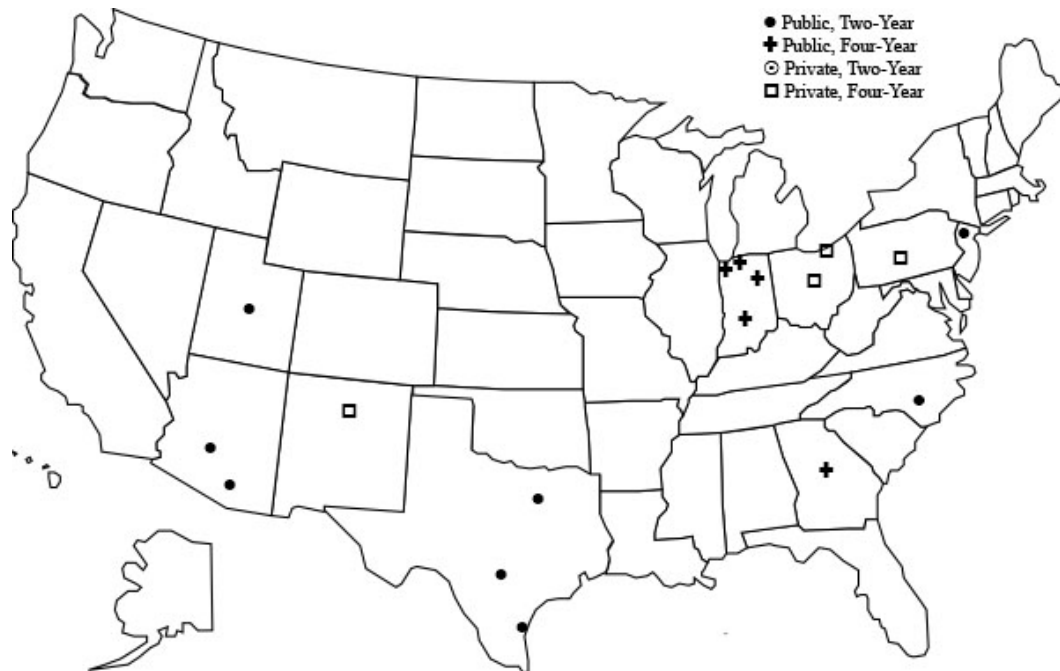 Public, Two-Year
Public, Four-Year
Private, Two-Year
Private, Four-Year